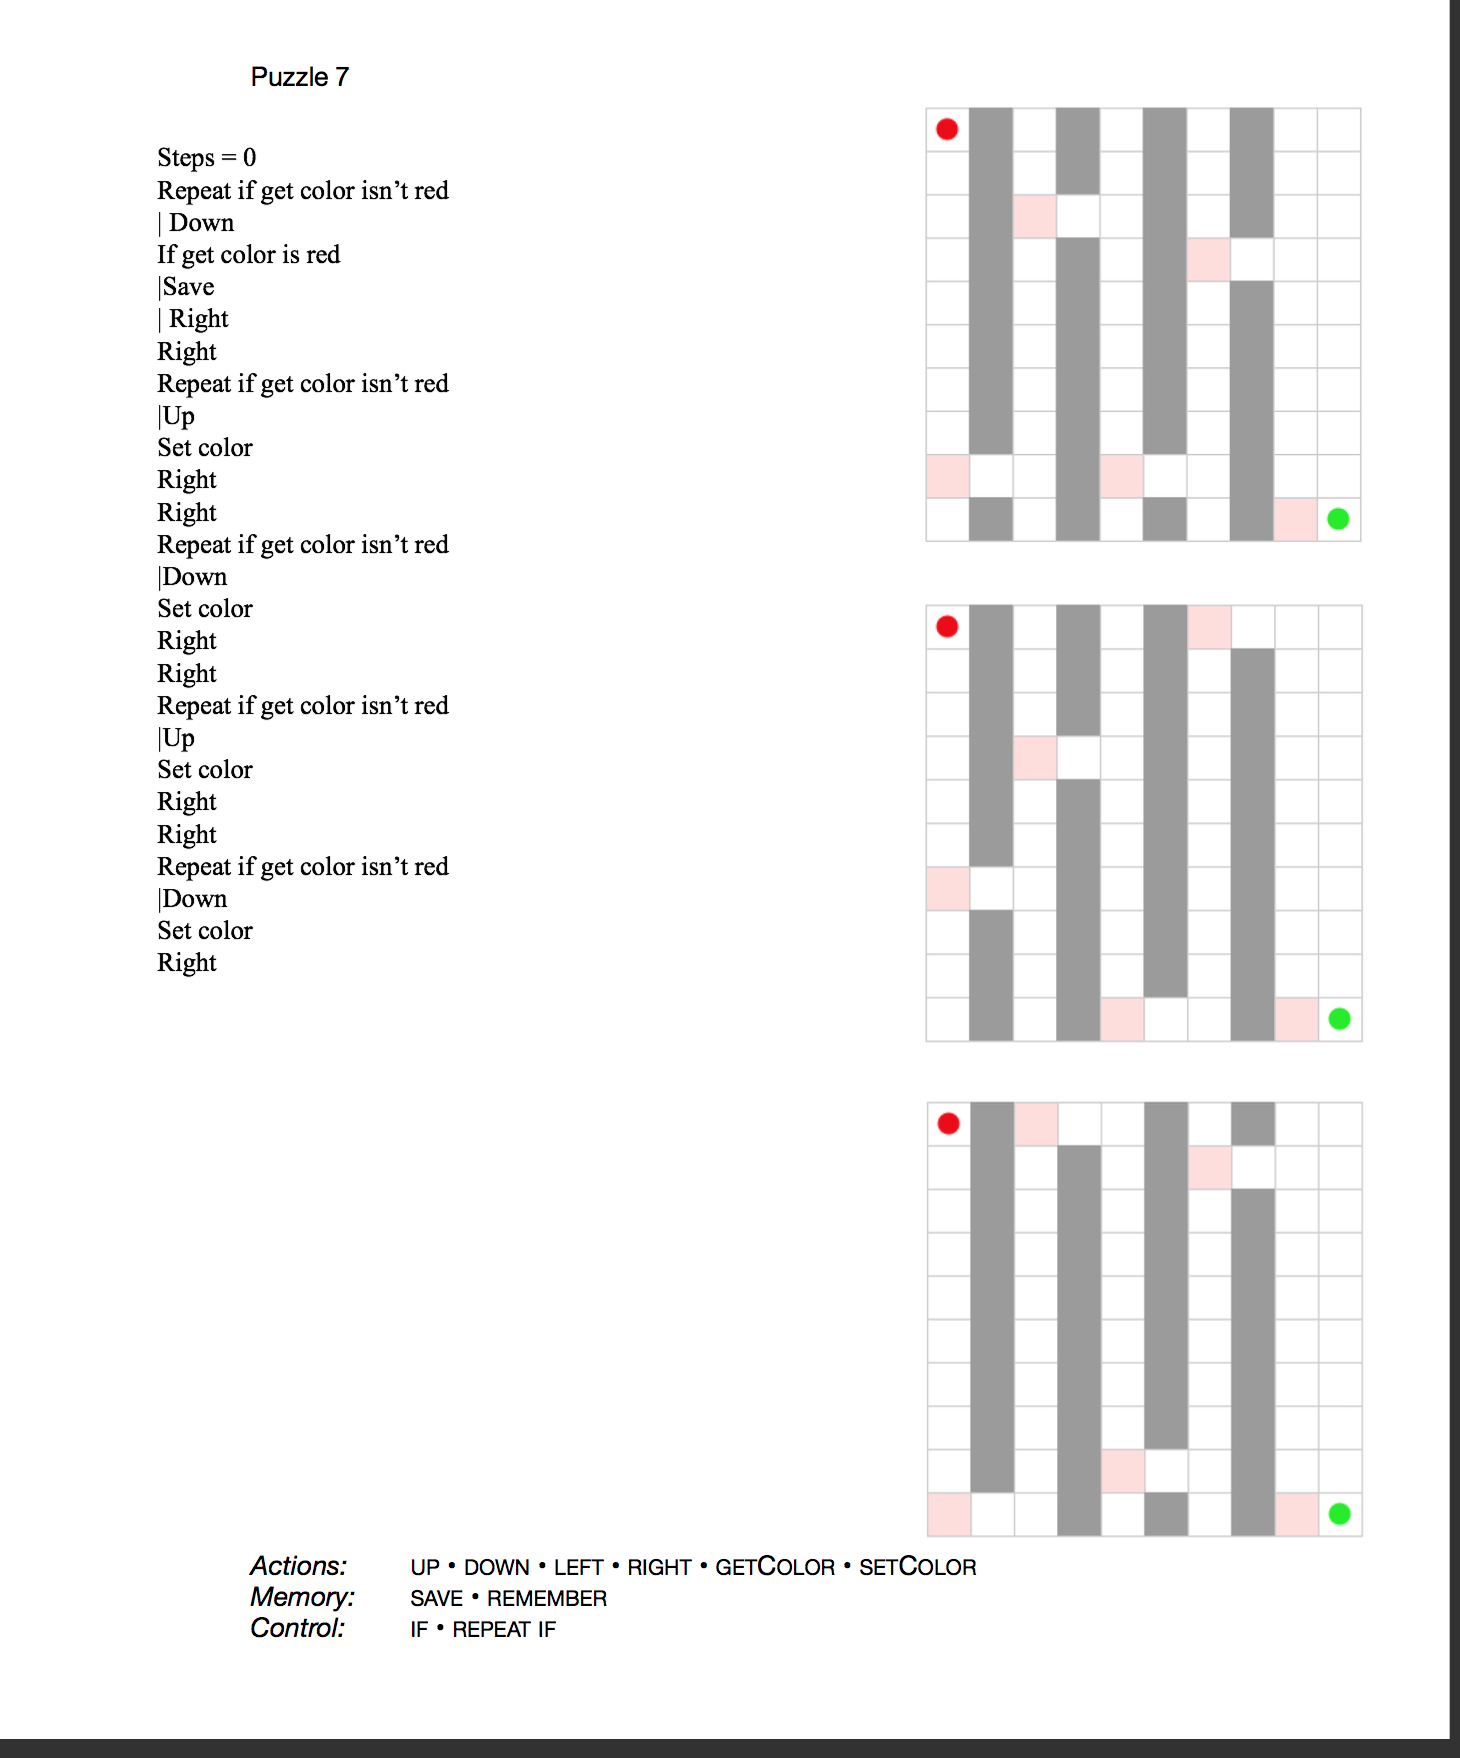 Puzzle 7
Steps = 0
Repeat if get color isn’t red
| Down
If get color is red
|Save
| Right
Right
Repeat if get color isn’t red
|Up
Set color
Right
Right
Repeat if get color isn’t red
|Down
Set color
Right
Right
Repeat if get color isn’t red
|Up
Set color
Right
Right
Repeat if get color isn’t red
|Down
Set color
Right
Actions: UP • DOWN • LEFT • RIGHT • GETCOLOR • SETCOLOR
Memory: SAVE • REMEMBER
Control: IF • REPEAT IF